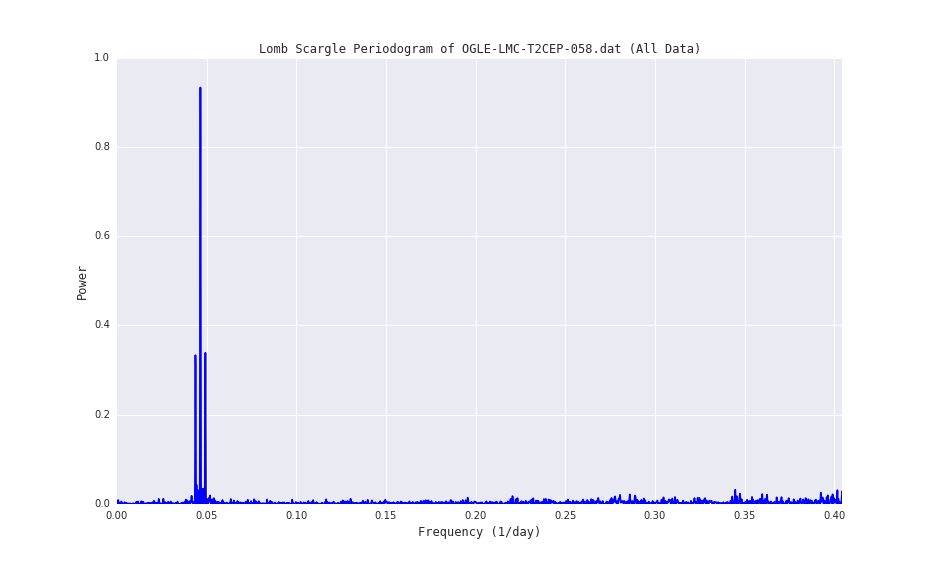 Lomb Scargle Periodogram of OGLE-LMC-T2CEP-058.dat (All Data)
1.0
0.8
0.6
0.4
0.2
0.0
Power
0.00 0.05 0.10 0.15 0.20 0.25 0.30 0.35 0.40
Frequency (1/day)